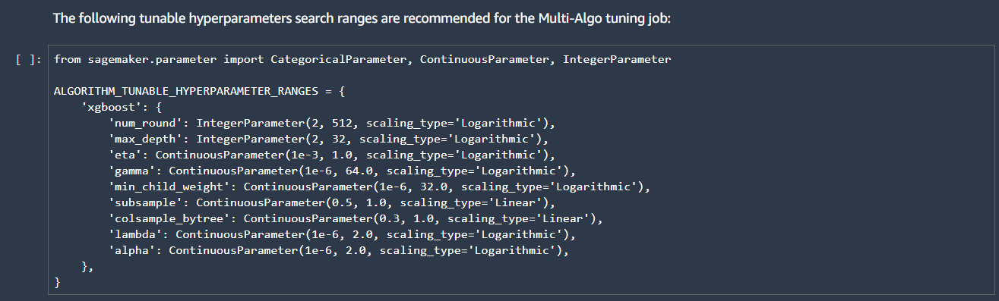 The following tunable hyperparameters search ranges are recommended for the Multi-Algo tuning job:
[ ]: from sagemaker.parameter import CategoricalParameter, ContinuousParameter, IntegerParameter
ALGORITHM_TUNABLE_HYPERPARAMETER_RANGES = {
    'xgboost': {
        'num_round': IntegerParameter(2, 512, scaling_type='Logarithmic'),
        'max_depth': IntegerParameter(2, 32, scaling_type='Logarithmic'),
        'eta': ContinuousParameter(1e-3, 1.0, scaling_type='Logarithmic'),
        'gamma': ContinuousParameter(1e-6, 64.0, scaling_type='Logarithmic'),
        'min_child_weight': ContinuousParameter(1e-6, 32.0, scaling_type='Logarithmic'),
        'subsample': ContinuousParameter(0.5, 1.0, scaling_type='Linear'),
        'colsample_bytree': ContinuousParameter(0.3, 1.0, scaling_type='Linear'),
        'lambda': ContinuousParameter(1e-6, 2.0, scaling_type='Logarithmic'),
        'alpha': ContinuousParameter(1e-6, 2.0, scaling_type='Logarithmic'),
    },
}